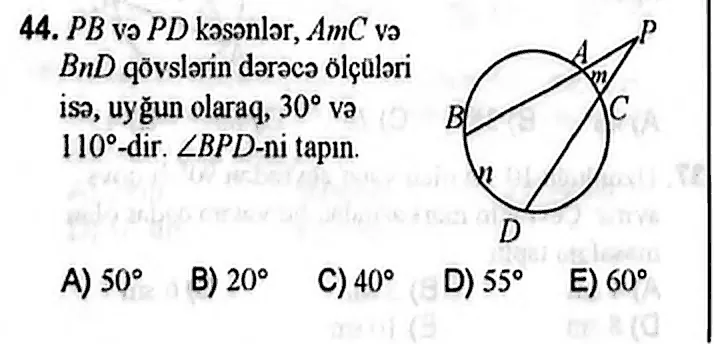 44. PB və PD kəsənlər, AmC və
BnD qövslərin dərəcə ölçüləri
isə, uyğun olaraq, 30° və
110°-dir. ∠BPD-ni tapın.
P
A
m
B
C
n
D
A) 50° B) 20° C) 40° D) 55° E) 60°